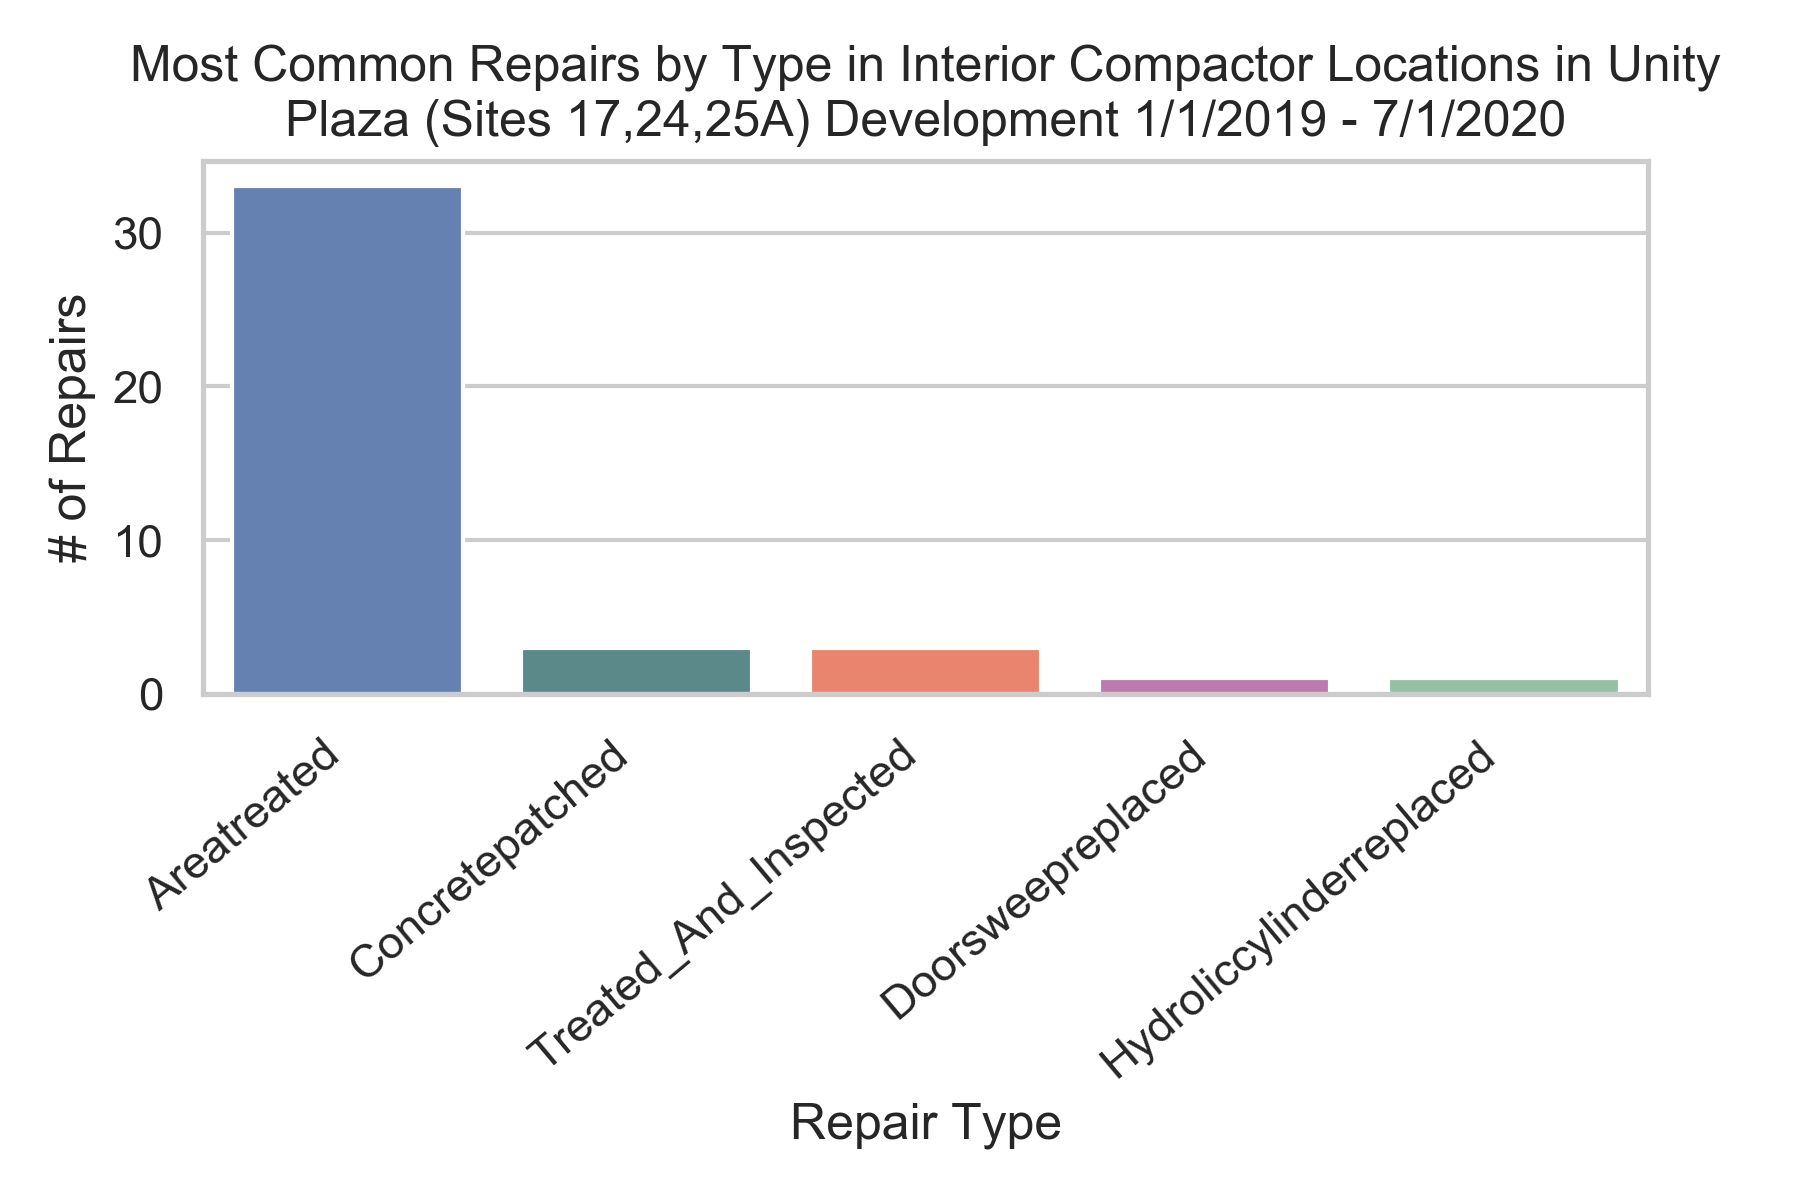 Most Common Repairs by Type in Interior Compactor Locations in Unity
Plaza (Sites 17,24,25A) Development 1/1/2019 - 7/1/2020
# of Repairs
30
20
10
0
Areatreated
Concretepatched
Treated_And_Inspected
Doorsweepreplaced
Hydroliccylinderreplaced
Repair Type